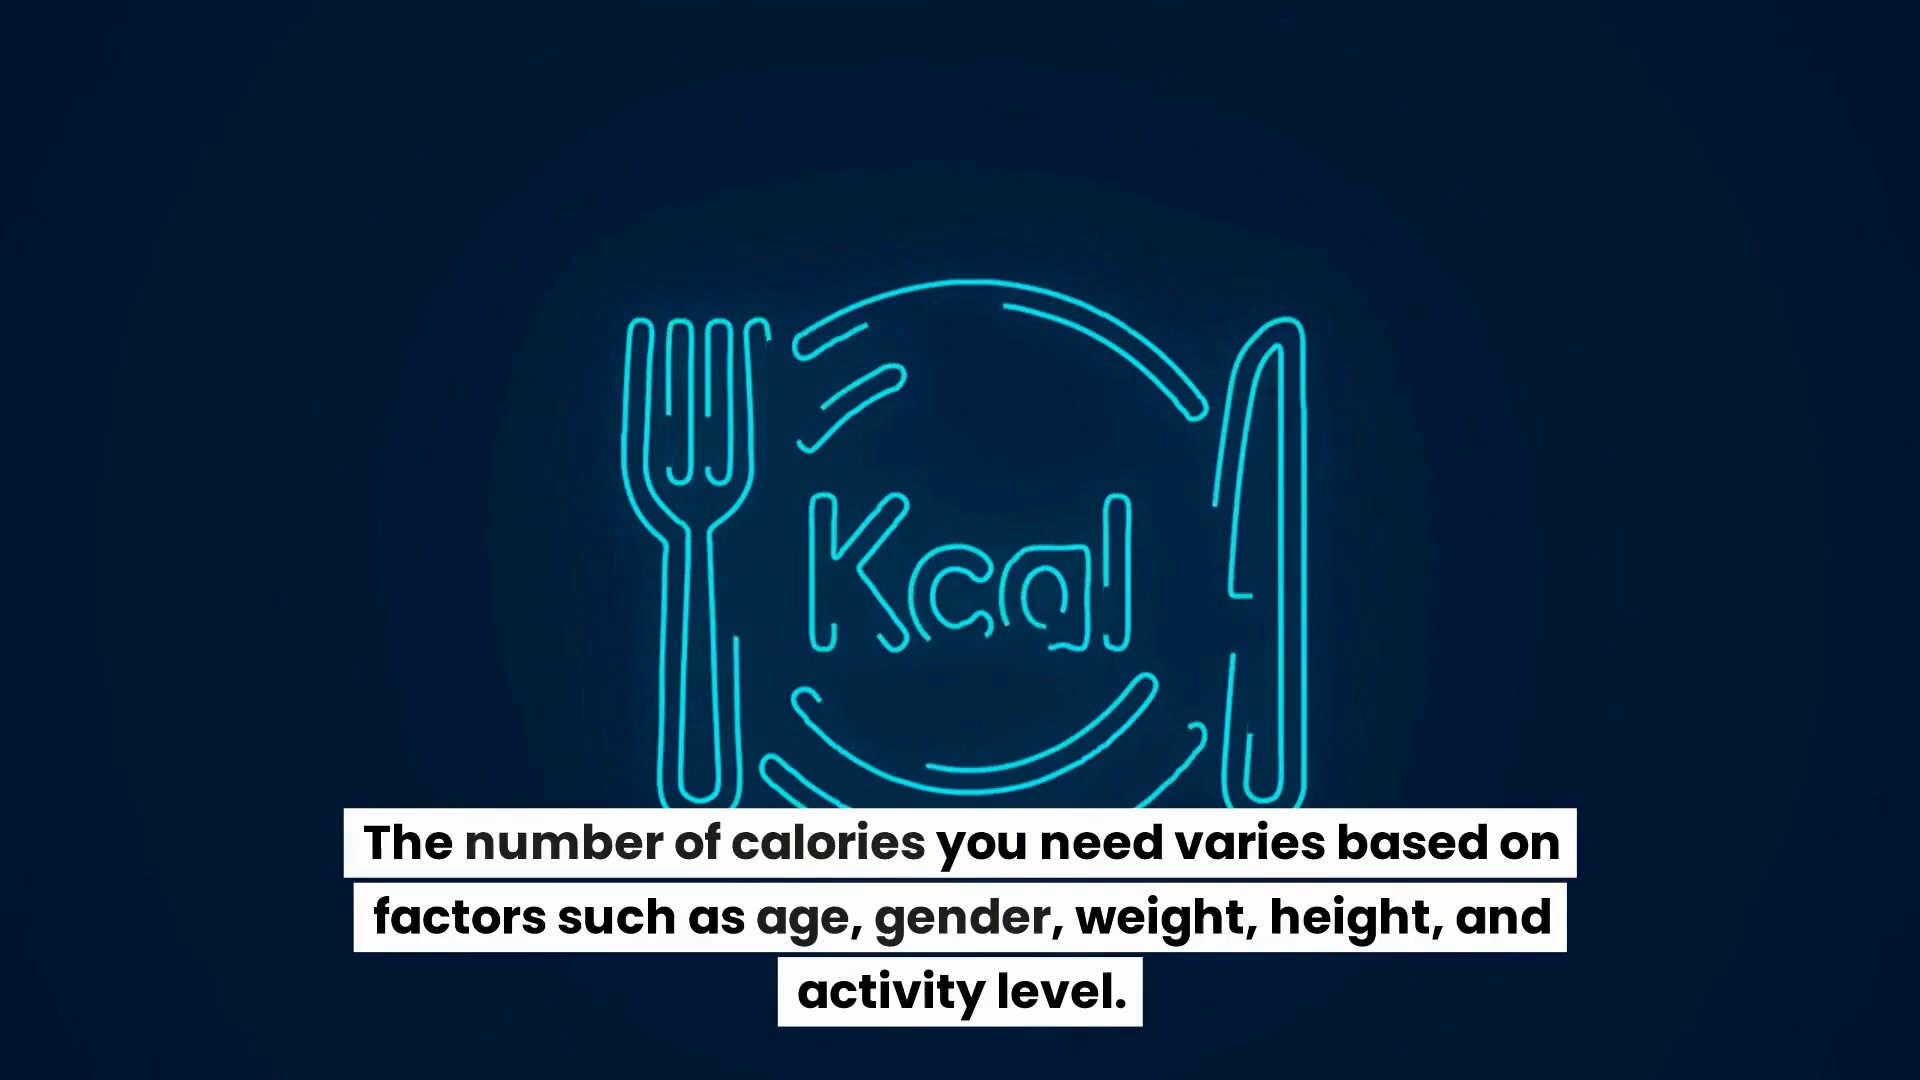 Kcal
The number of calories you need varies based on
factors such as age, gender, weight, height, and
activity level.